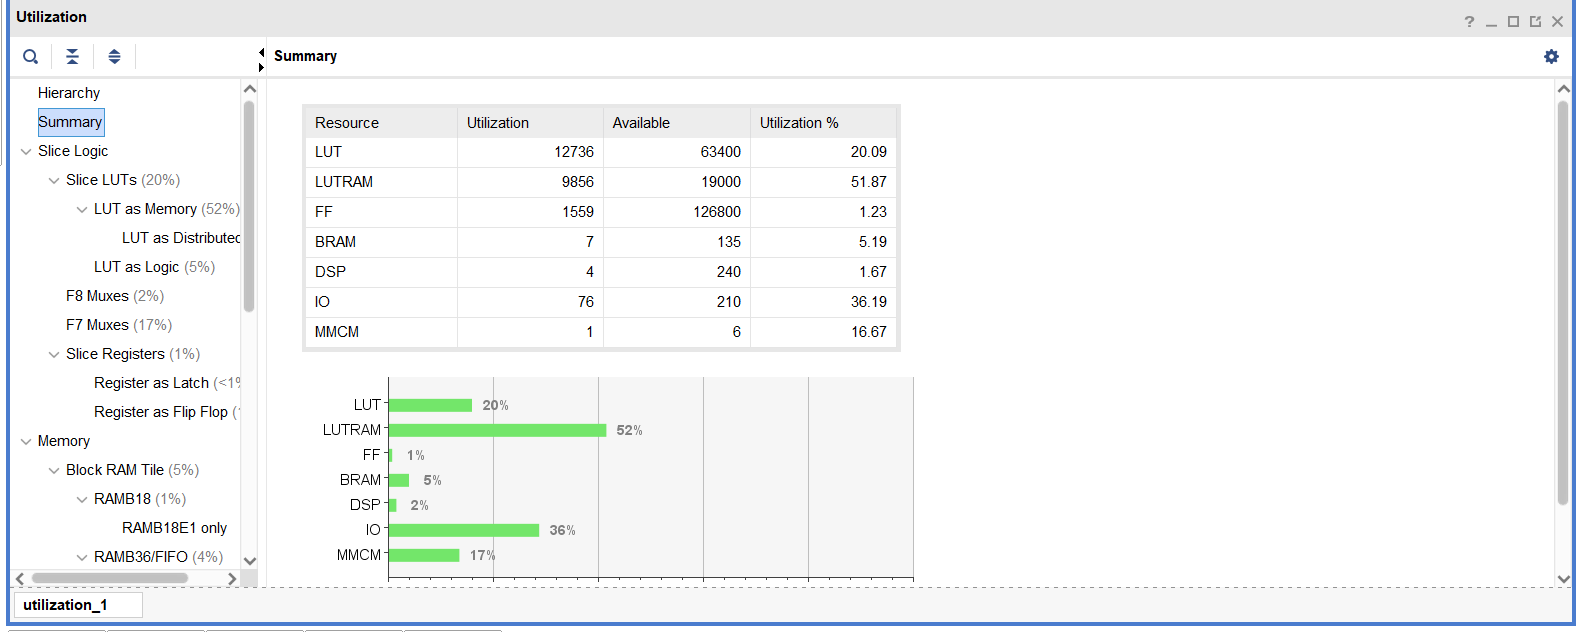 Utilization
?
Summary
Hierarchy
Summary
Slice Logic
Slice LUTs (20%)
LUT as Memory (52%)
LUT as Distributed
LUT as Logic (5%)
F8 Muxes (2%)
F7 Muxes (17%)
Slice Registers (1%)
Register as Latch (<1%
Register as Flip Flop (
Memory
Block RAM Tile (5%)
RAMB18 (1%)
RAMB18E1 only
RAMB36/FIFO (4%)
Resource Utilization Available Utilization %
LUT 12736 63400 20.09
LUTRAM 9856 19000 51.87
FF 1559 126800 1.23
BRAM 7 135 5.19
DSP 4 240 1.67
IO 76 210 36.19
MMCM 1 6 16.67
LUT 20%
LUTRAM 52%
FF 1%
BRAM 5%
DSP 2%
IO 36%
MMCM 17%
utilization_1